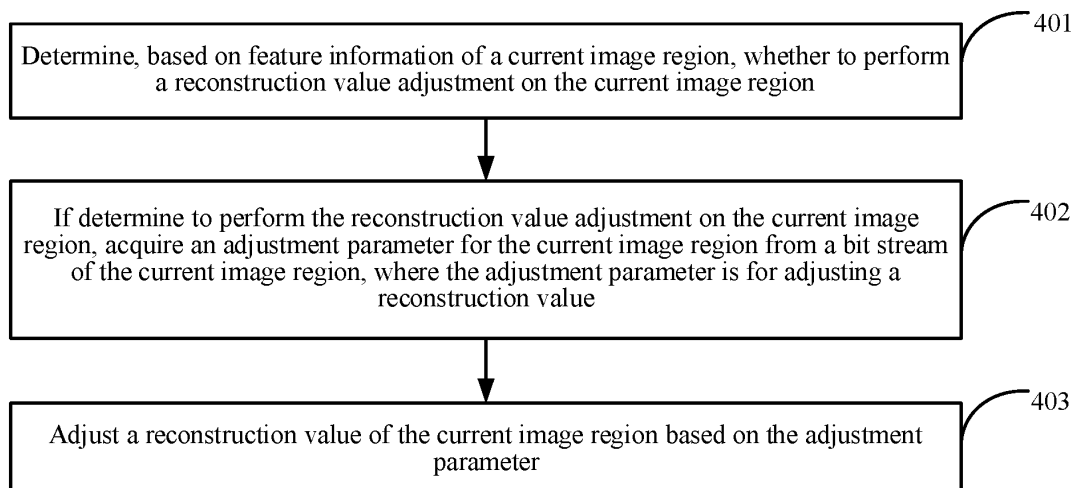 401
Determine, based on feature information of a current image region, whether to perform
a reconstruction value adjustment on the current image region
402
If determine to perform the reconstruction value adjustment on the current image
region, acquire an adjustment parameter for the current image region from a bit stream
of the current image region, where the adjustment parameter is for adjusting a
reconstruction value
403
Adjust a reconstruction value of the current image region based on the adjustment
parameter